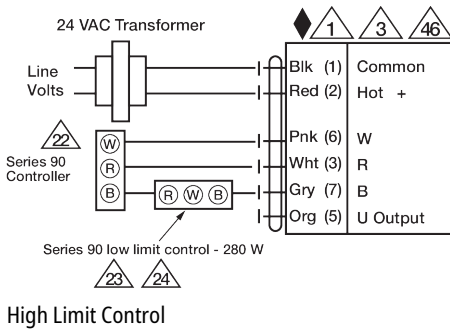 24 VAC Transformer
1 3 46
Line
Volts
Blk (1) Common
Red (2) Hot +
22
Series 90
Controller
W
R
B
R W B
Pnk (6) W
Wht (3) R
Gry (7) B
Org (5) U Output
Series 90 low limit control - 280 W
23 24
High Limit Control